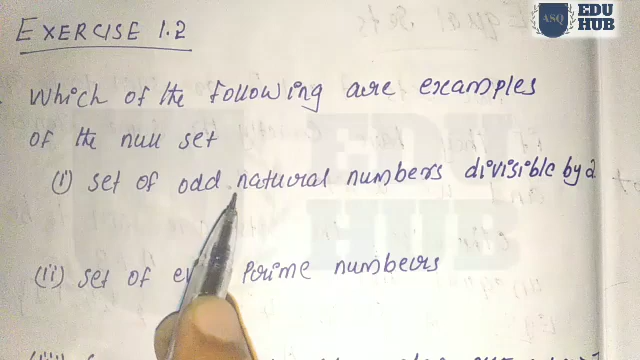 ASQ EDU HUB
EXERCISE 1.2
Which of the following are examples
of the null set
(i) set of odd natural numbers divisible by 2
(ii) set of prime numbers